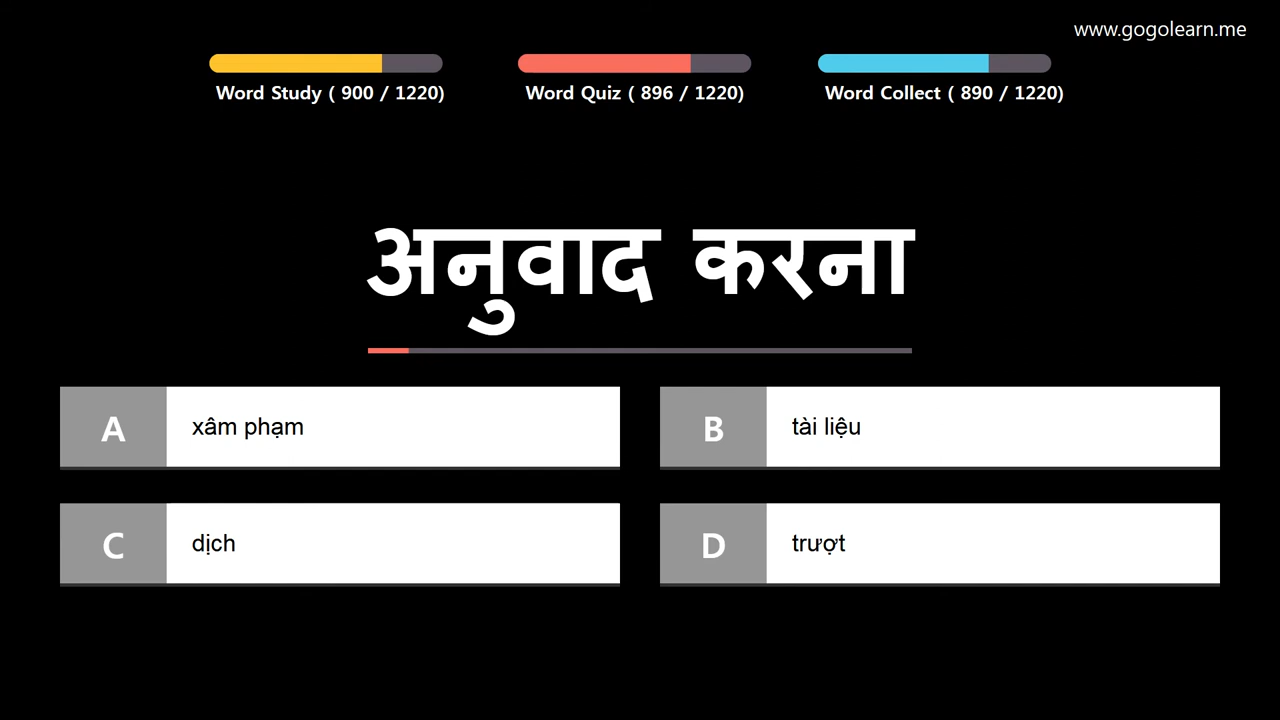 www.gogolearn.me
Word Study ( 900 / 1220)
Word Quiz ( 896 / 1220)
Word Collect ( 890 / 1220)
अनुवाद करना
A
xâm phạm
B
tài liệu
C
dịch
D
trượt